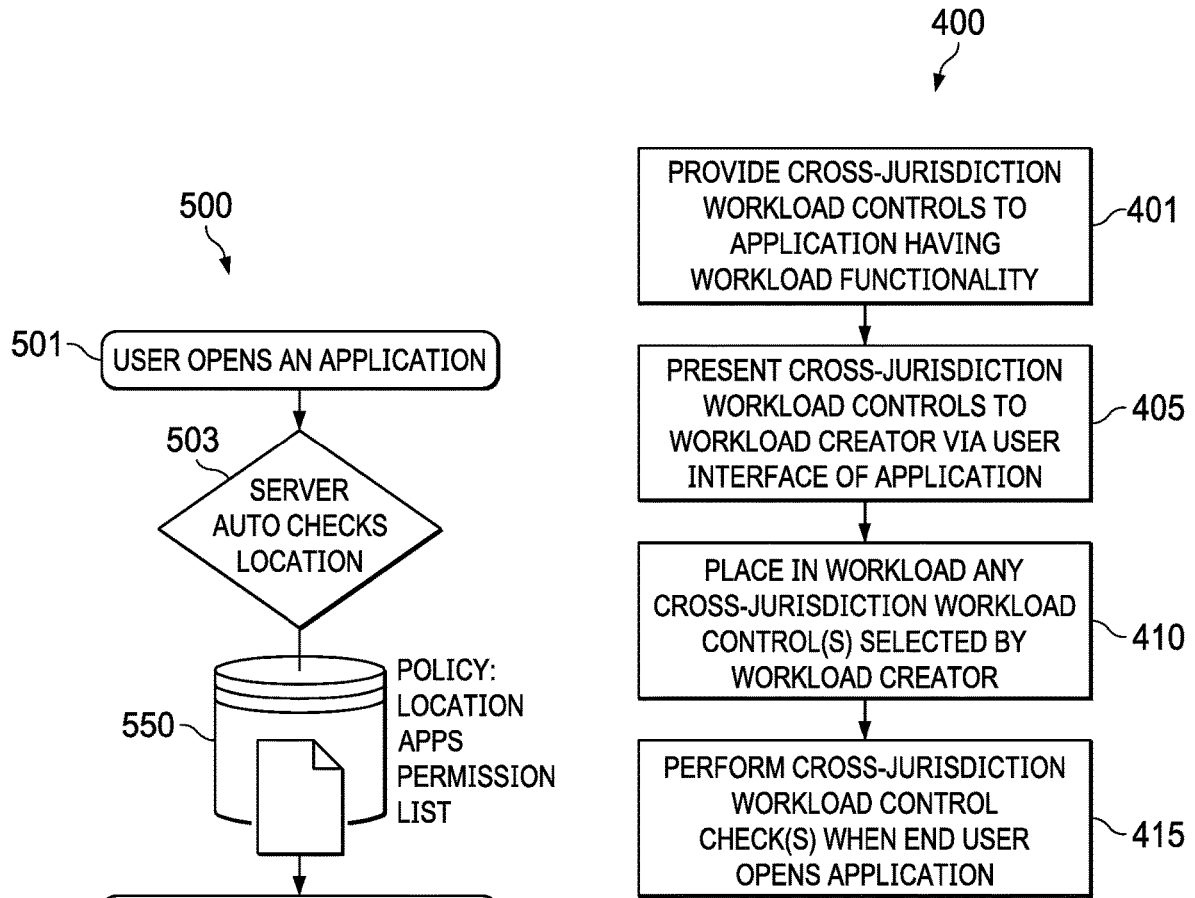 500
501
USER OPENS AN APPLICATION
503
SERVER
AUTO CHECKS
LOCATION
550
POLICY:
LOCATION
APPS
PERMISSION
LIST
400
PROVIDE CROSS-JURISDICTION
WORKLOAD CONTROLS TO
APPLICATION HAVING
WORKLOAD FUNCTIONALITY
401
PRESENT CROSS-JURISDICTION
WORKLOAD CONTROLS TO
WORKLOAD CREATOR VIA USER
INTERFACE OF APPLICATION
405
PLACE IN WORKLOAD ANY
CROSS-JURISDICTION WORKLOAD
CONTROL(S) SELECTED BY
WORKLOAD CREATOR
410
PERFORM CROSS-JURISDICTION
WORKLOAD CONTROL
CHECK(S) WHEN END USER
OPENS APPLICATION
415